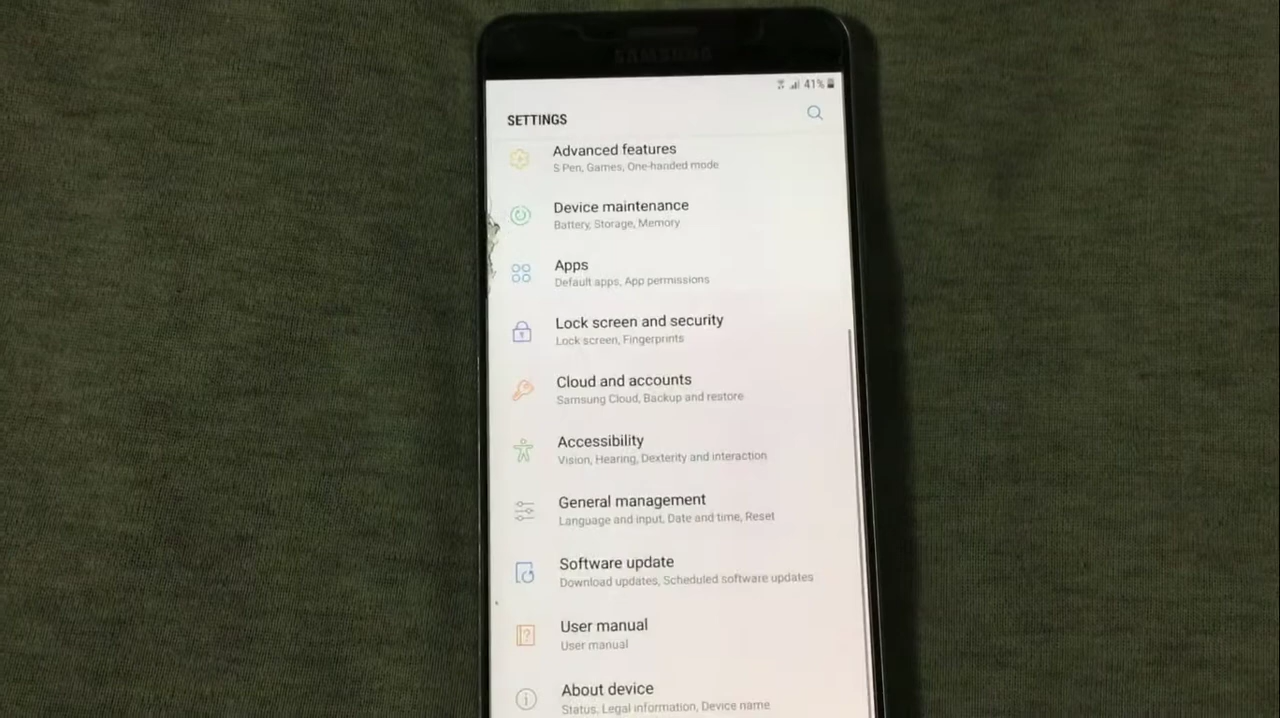 SAMSUNG
41%
SETTINGS
Advanced features
S Pen, Games, One-handed mode
Device maintenance
Battery, Storage, Memory
Apps
Default apps, App permissions
Lock screen and security
Lock screen, Fingerprints
Cloud and accounts
Samsung Cloud, Backup and restore
Accessibility
Vision, Hearing, Dexterity and interaction
General management
Language and input, Date and time, Reset
Software update
Download updates, Scheduled software updates
User manual
User manual
About device
Status, Legal information, Device name